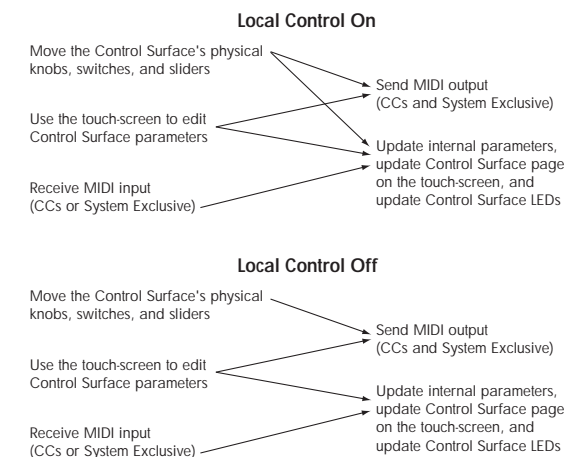 Local Control On
Move the Control Surface's physical
knobs, switches, and sliders
Send MIDI output
(CCs and System Exclusive)
Use the touch-screen to edit
Control Surface parameters
Update internal parameters,
update Control Surface page
on the touch-screen, and
update Control Surface LEDs
Receive MIDI input
(CCs or System Exclusive)
Local Control Off
Move the Control Surface's physical
knobs, switches, and sliders
Send MIDI output
(CCs and System Exclusive)
Use the touch-screen to edit
Control Surface parameters
Update internal parameters,
update Control Surface page
on the touch-screen, and
update Control Surface LEDs
Receive MIDI input
(CCs or System Exclusive)